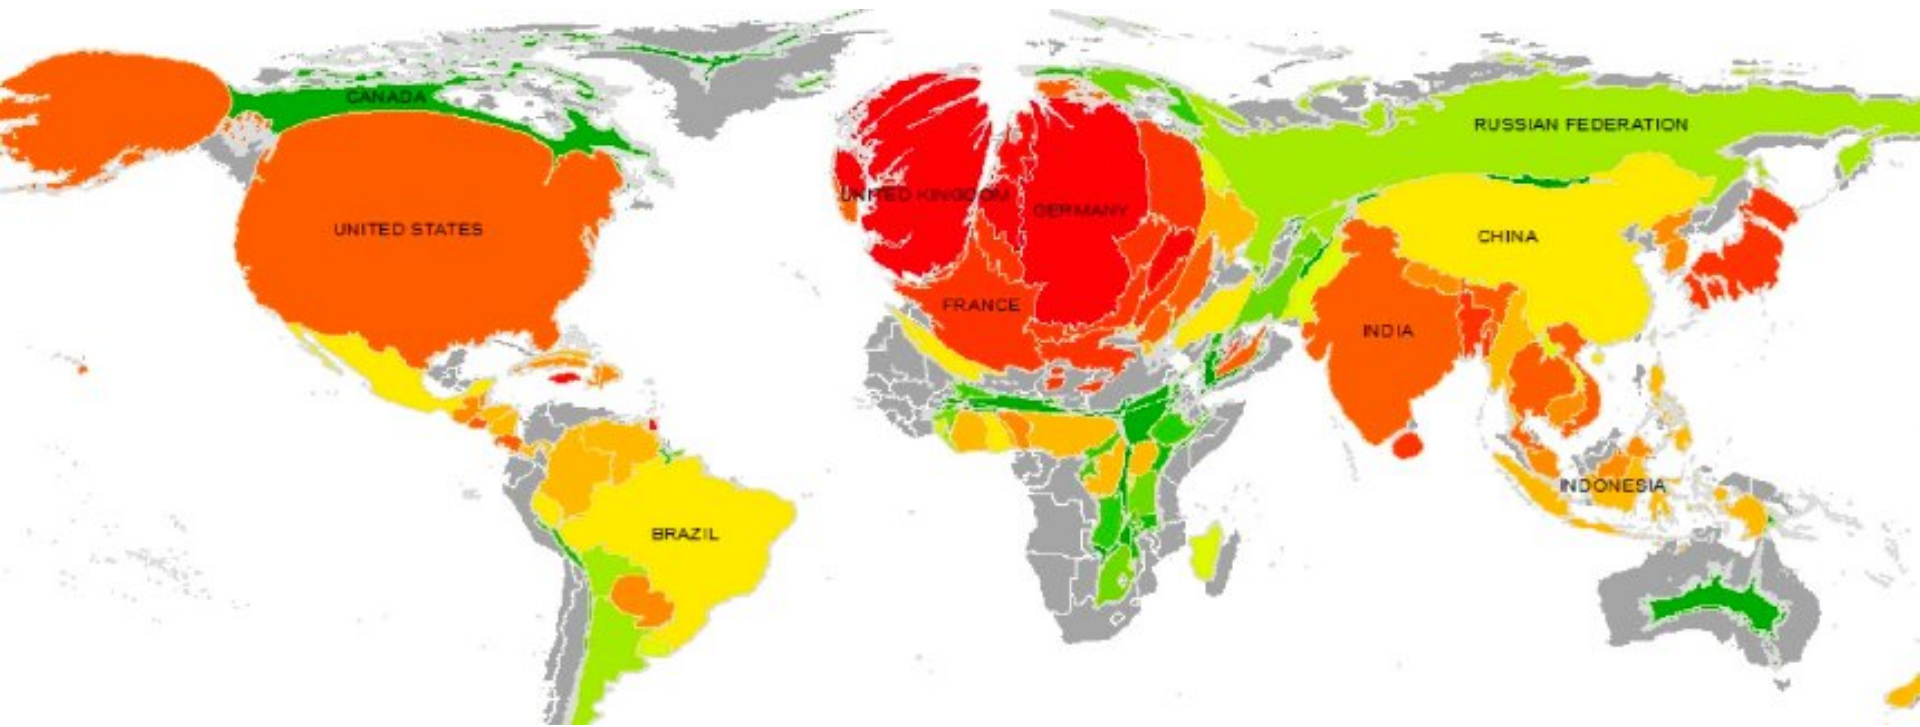 CANADA
RUSSIAN FEDERATION
UNITED KINGDOM
GERMANY
UNITED STATES
CHINA
FRANCE
INDIA
INDONESIA
BRAZIL